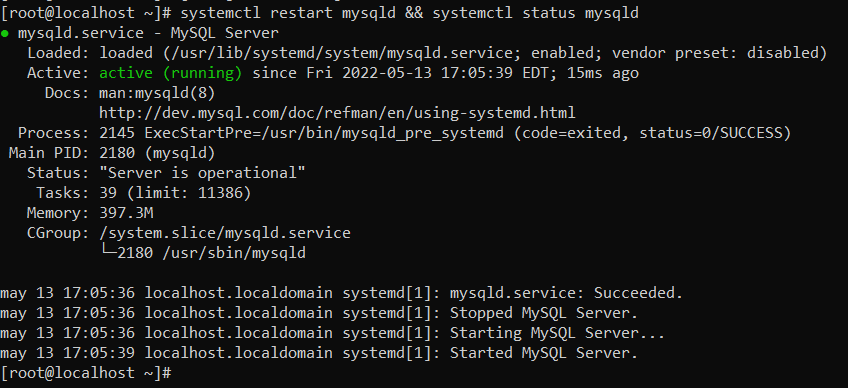 [root@localhost ~]# systemctl restart mysqld && systemctl status mysqld
● mysqld.service - MySQL Server
   Loaded: loaded (/usr/lib/systemd/system/mysqld.service; enabled; vendor preset: disabled)
   Active: active (running) since Fri 2022-05-13 17:05:39 EDT; 15ms ago
     Docs: man:mysqld(8)
           http://dev.mysql.com/doc/refman/en/using-systemd.html
  Process: 2145 ExecStartPre=/usr/bin/mysqld_pre_systemd (code=exited, status=0/SUCCESS)
 Main PID: 2180 (mysqld)
   Status: "Server is operational"
    Tasks: 39 (limit: 11386)
   Memory: 397.3M
   CGroup: /system.slice/mysqld.service
           └─2180 /usr/sbin/mysqld

may 13 17:05:36 localhost.localdomain systemd[1]: mysqld.service: Succeeded.
may 13 17:05:36 localhost.localdomain systemd[1]: Stopped MySQL Server.
may 13 17:05:36 localhost.localdomain systemd[1]: Starting MySQL Server...
may 13 17:05:39 localhost.localdomain systemd[1]: Started MySQL Server.
[root@localhost ~]#